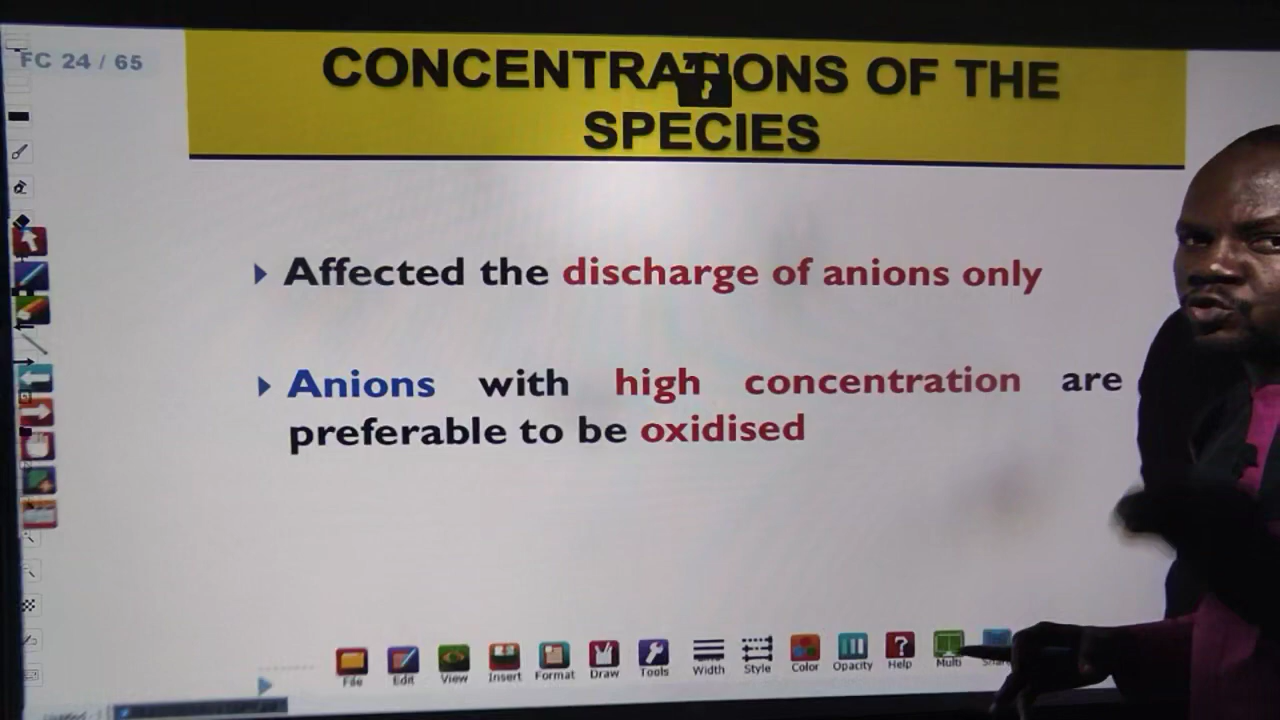 FC 24 / 65
CONCENTRATIONS OF THE
SPECIES
Affected the discharge of anions only
Anions with high concentration are
preferable to be oxidised
File Edit View Insert Format Draw Tools Width Style Color Opacity Help Multi